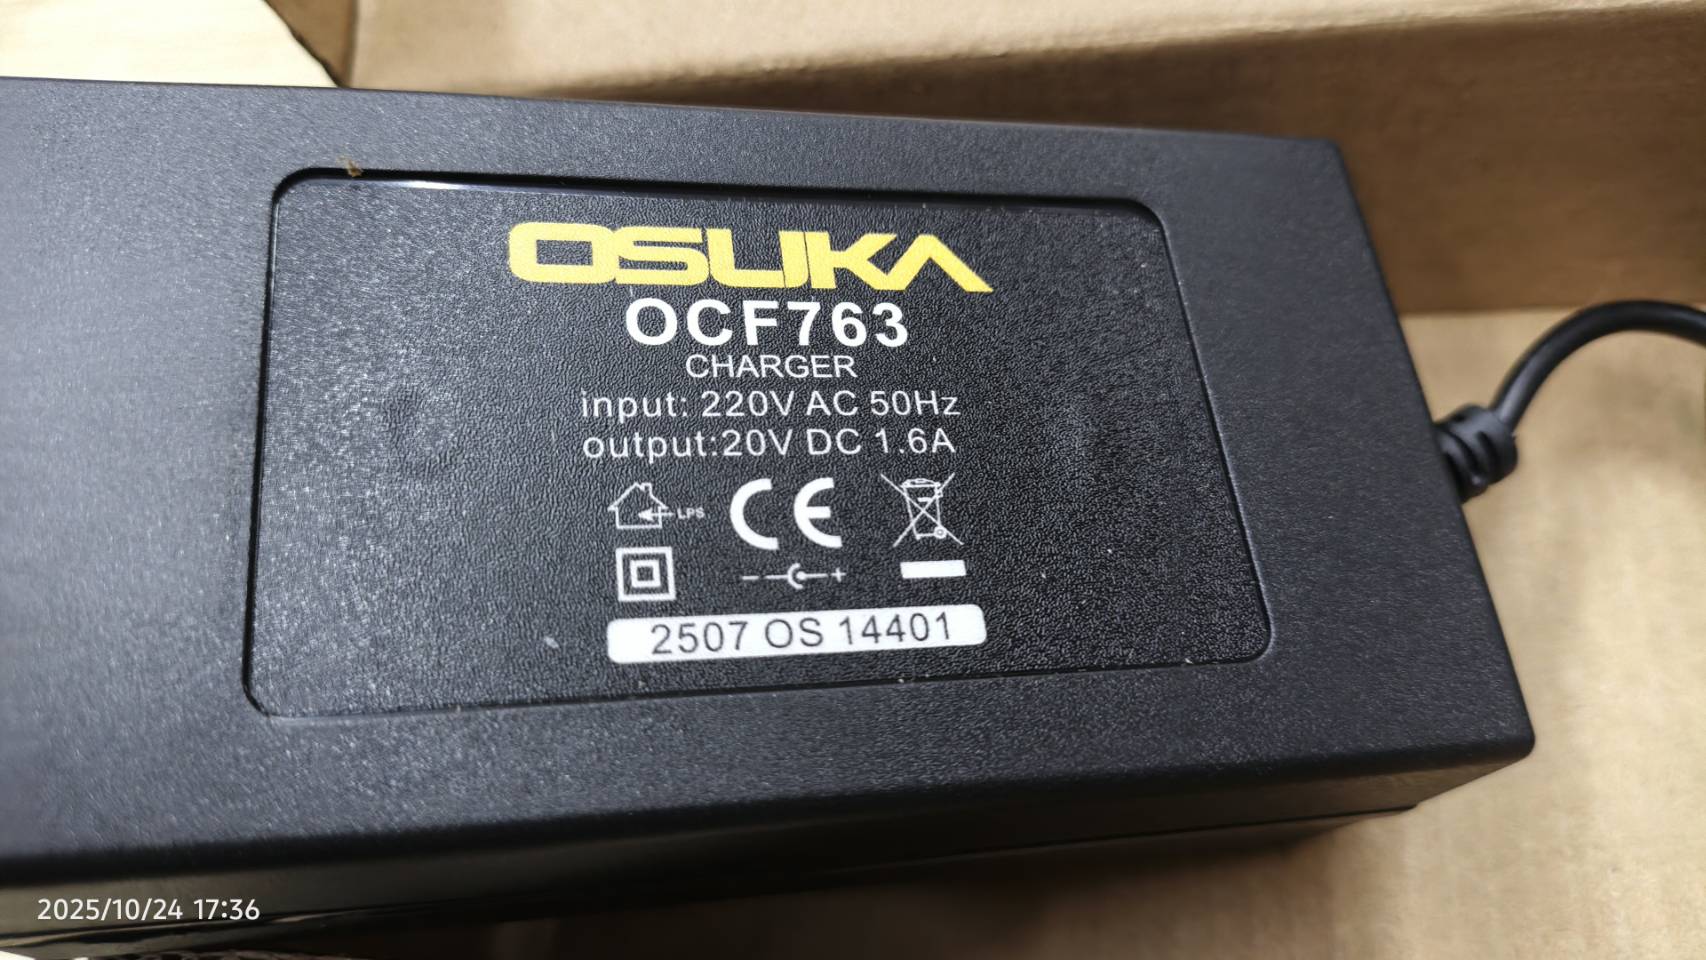 OSUKA
OCF763
CHARGER
input: 220V AC 50Hz
output:20V DC 1.6A
LPS
CE
- +
2507 OS 14401
2025/10/24 17:36